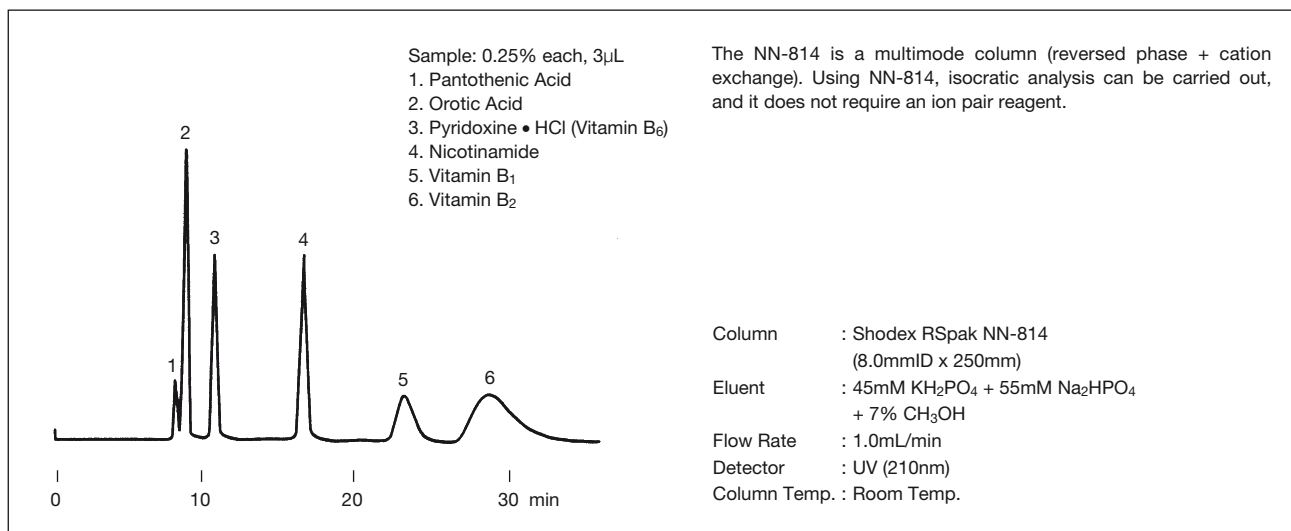 Sample: 0.25% each, 3µL
1. Pantothenic Acid
2. Orotic Acid
3. Pyridoxine • HCl (Vitamin B₆)
4. Nicotinamide
5. Vitamin B₁
6. Vitamin B₂
The NN-814 is a multimode column (reversed phase + cation
exchange). Using NN-814, isocratic analysis can be carried out,
and it does not require an ion pair reagent.
2
3
4
1
5
6
0 10 20 30 min
Column : Shodex RSpak NN-814
(8.0mmID x 250mm)
Eluent : 45mM KH₂PO₄ + 55mM Na₂HPO₄
+ 7% CH₃OH
Flow Rate : 1.0mL/min
Detector : UV (210nm)
Column Temp. : Room Temp.